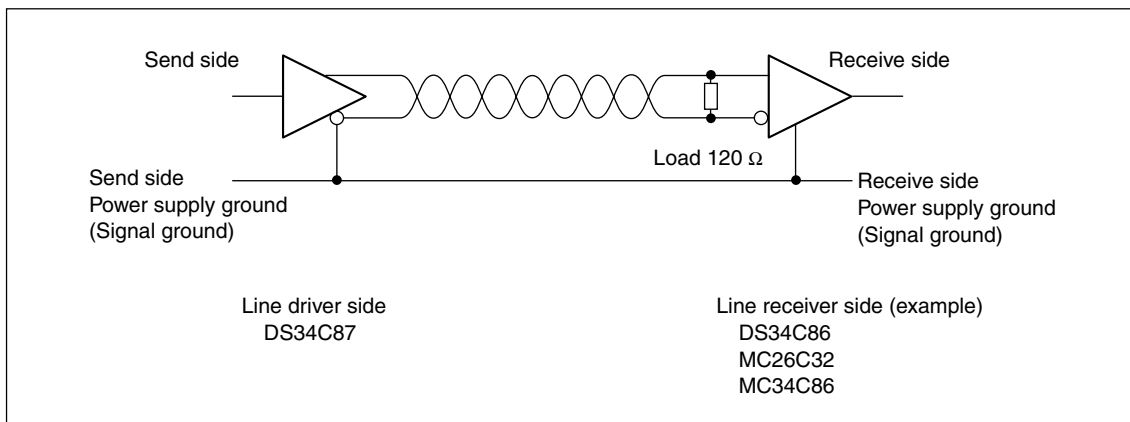 Send side
Receive side
Load 120 Ω
Send side
Power supply ground
(Signal ground)
Receive side
Power supply ground
(Signal ground)
Line driver side
DS34C87
Line receiver side (example)
DS34C86
MC26C32
MC34C86